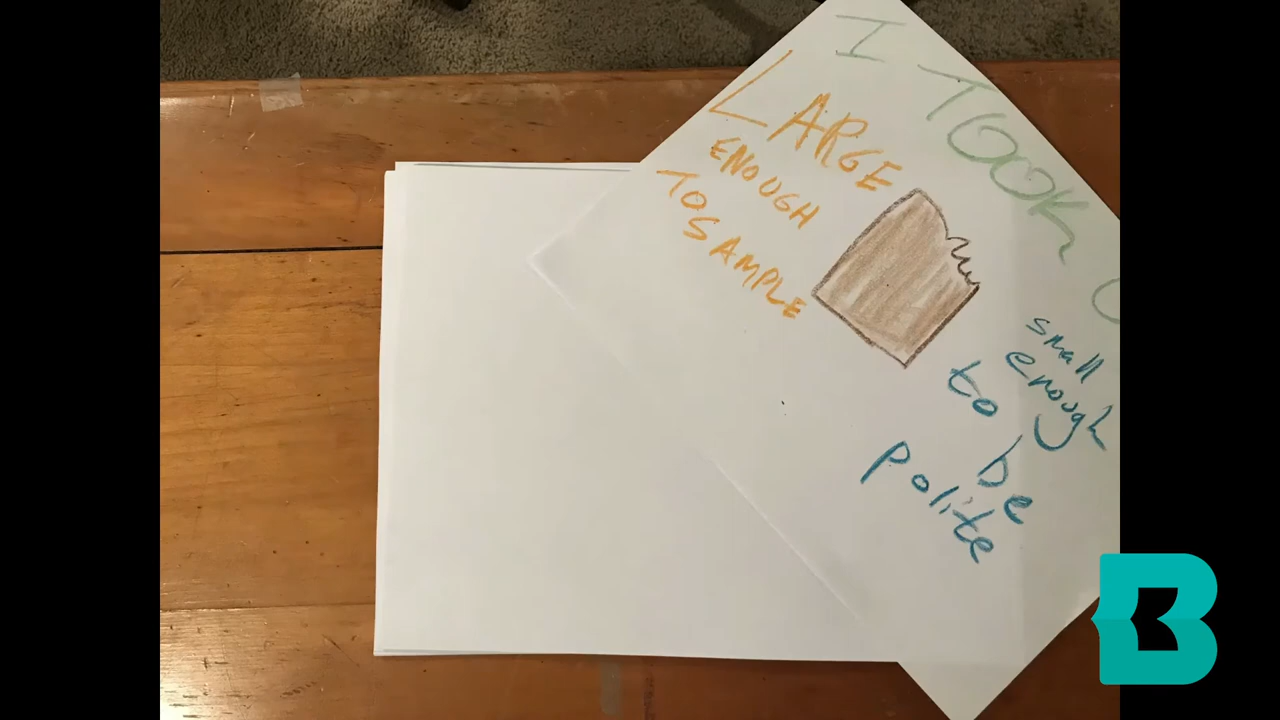 I TOOK
LARGE
ENOUGH
TO SAMPLE
small
enough
to be
polite
B